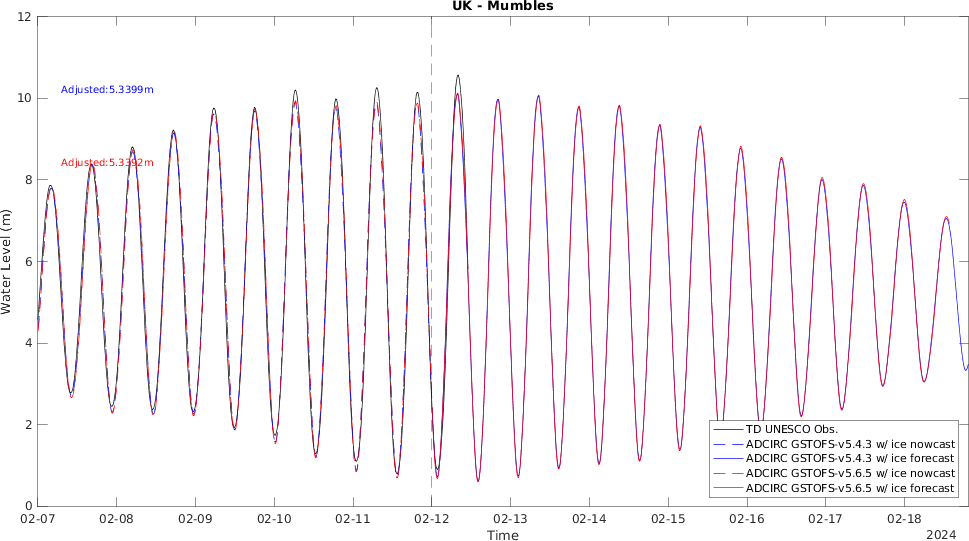 UK - Mumbles
12
10
8
6
4
2
0
Water Level (m)
Adjusted:5.3399m
Adjusted:5.3392m
TD UNESCO Obs.
ADCIRC GSTOFS-v5.4.3 w/ ice nowcast
ADCIRC GSTOFS-v5.4.3 w/ ice forecast
ADCIRC GSTOFS-v5.6.5 w/ ice nowcast
ADCIRC GSTOFS-v5.6.5 w/ ice forecast
02-07 02-08 02-09 02-10 02-11 02-12 02-13 02-14 02-15 02-16 02-17 02-18
Time
2024